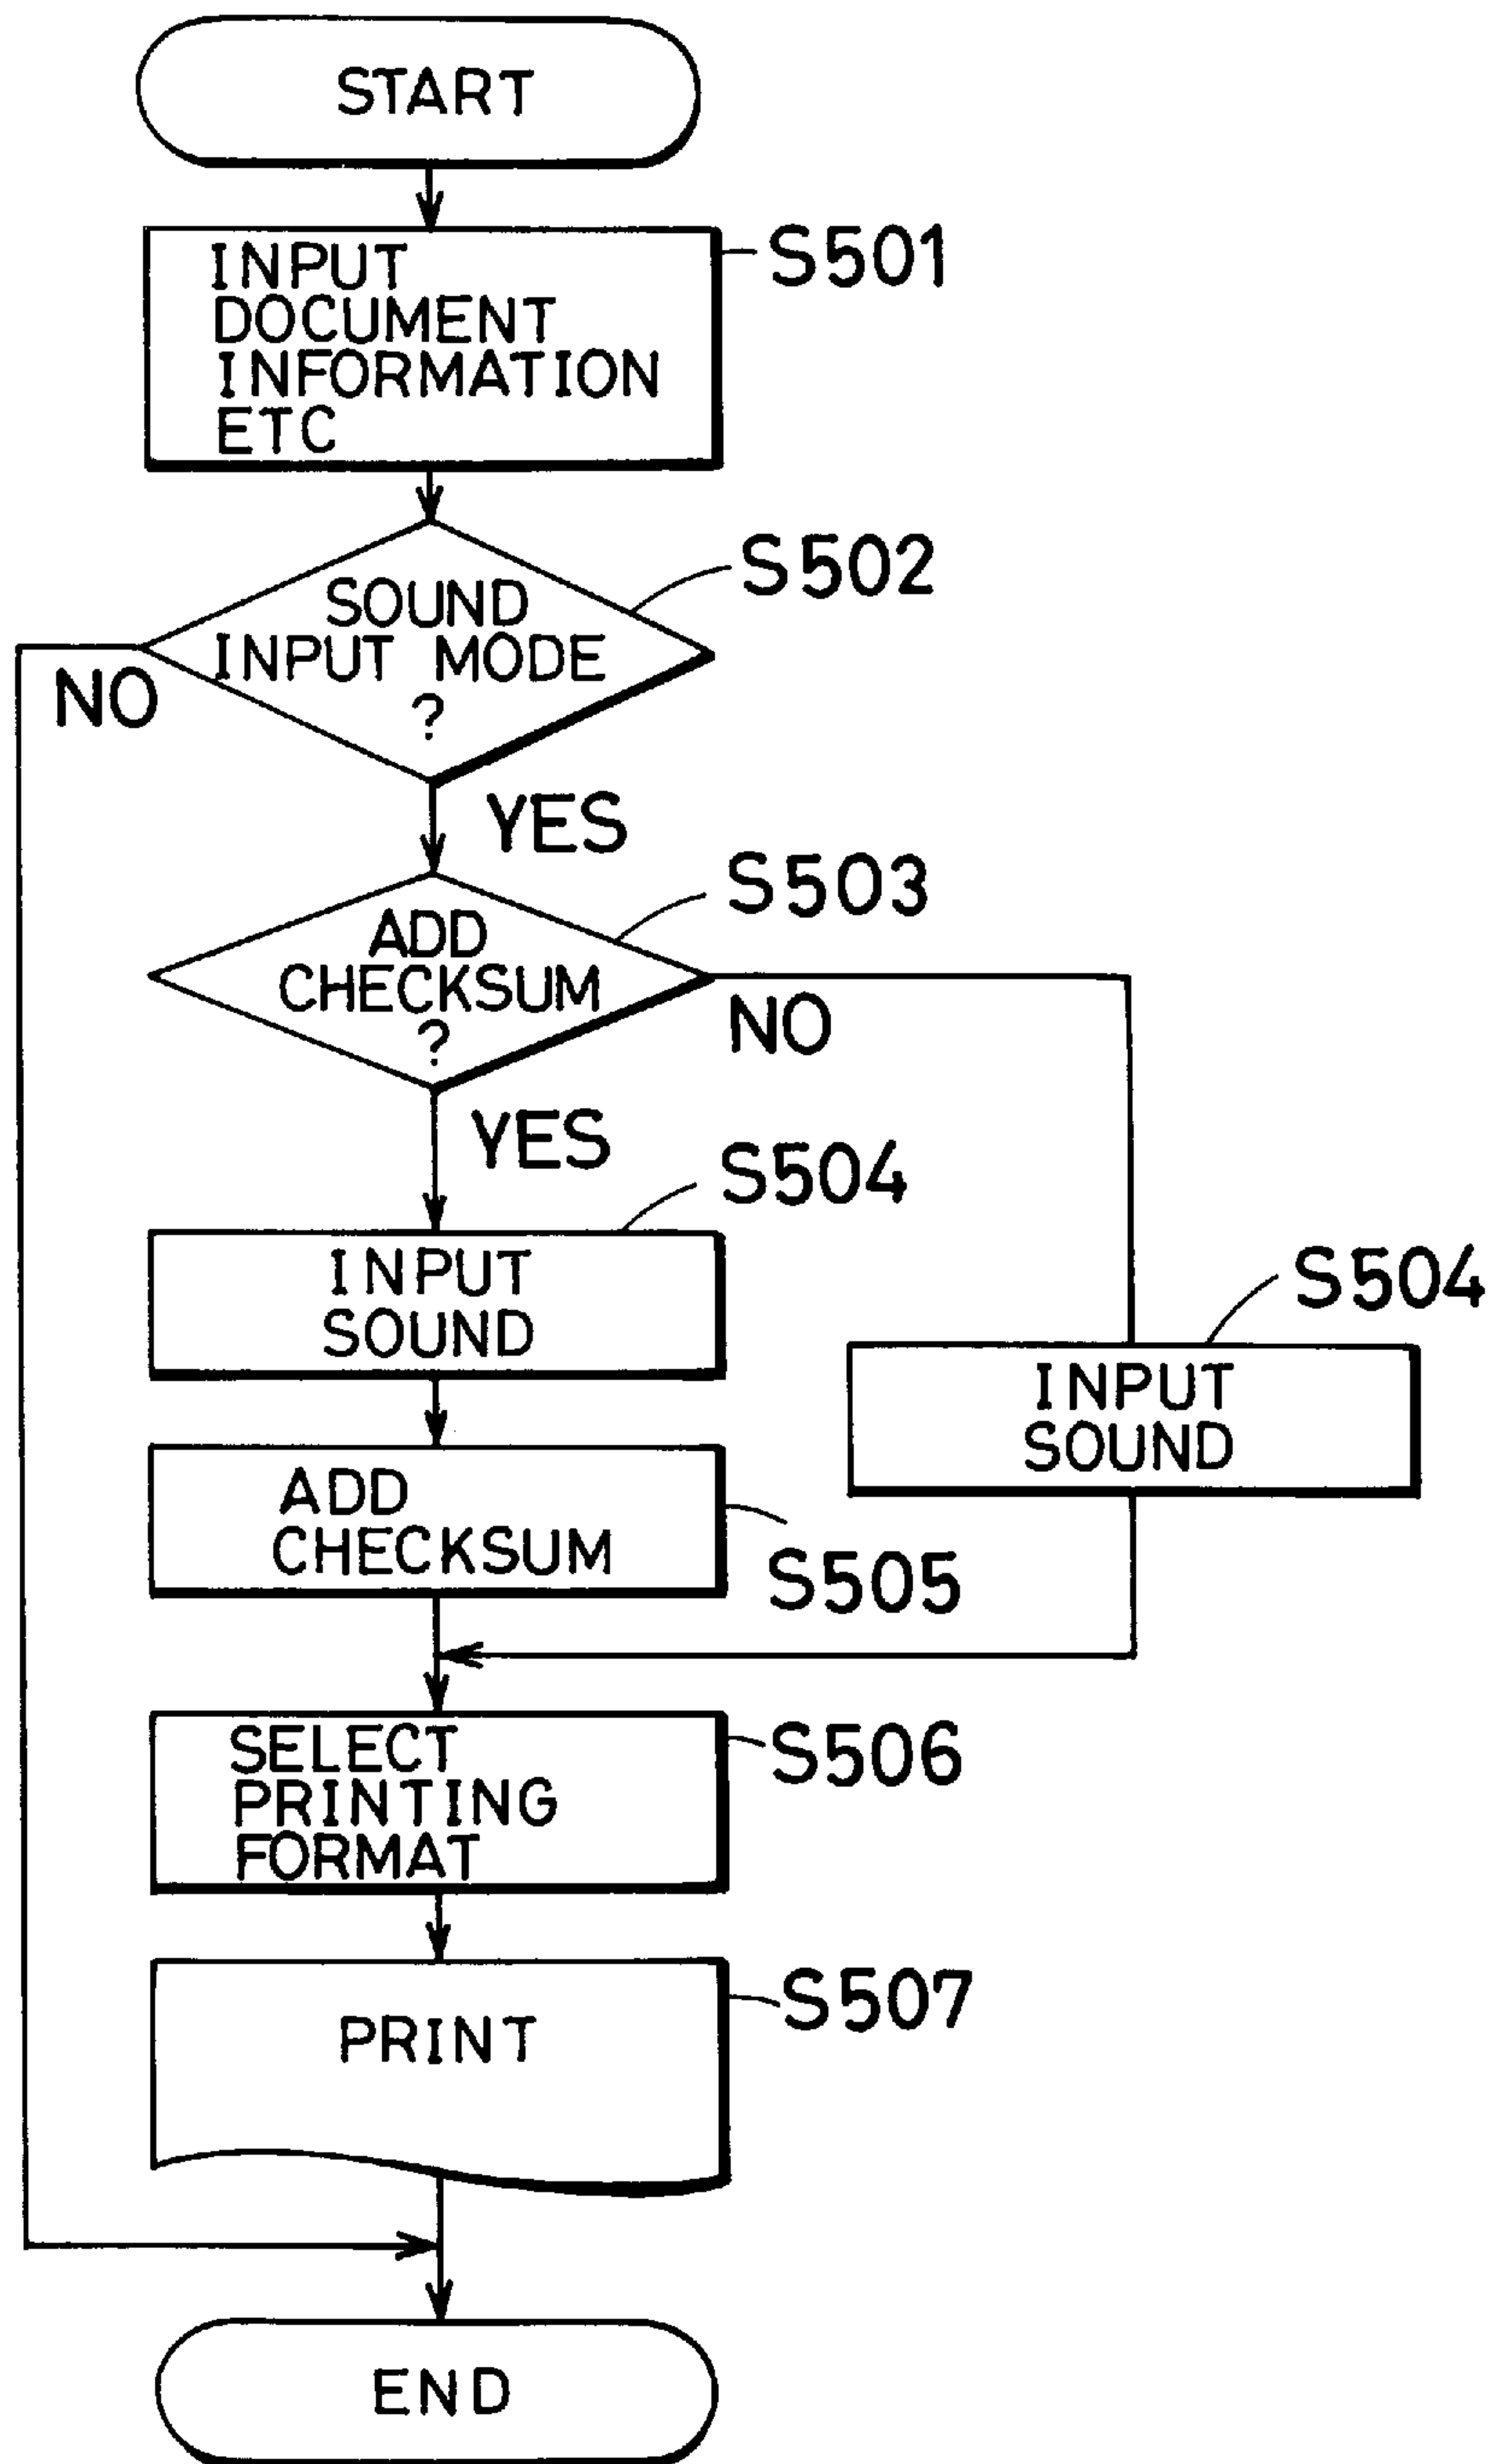 START
S501
INPUT
DOCUMENT
INFORMATION
ETC
S502
SOUND
INPUT MODE
?
NO
YES
S503
ADD
CHECKSUM
?
NO
YES
S504
INPUT
SOUND
S504
INPUT
SOUND
ADD
CHECKSUM
S505
SELECT
PRINTING
FORMAT
S506
PRINT
S507
END